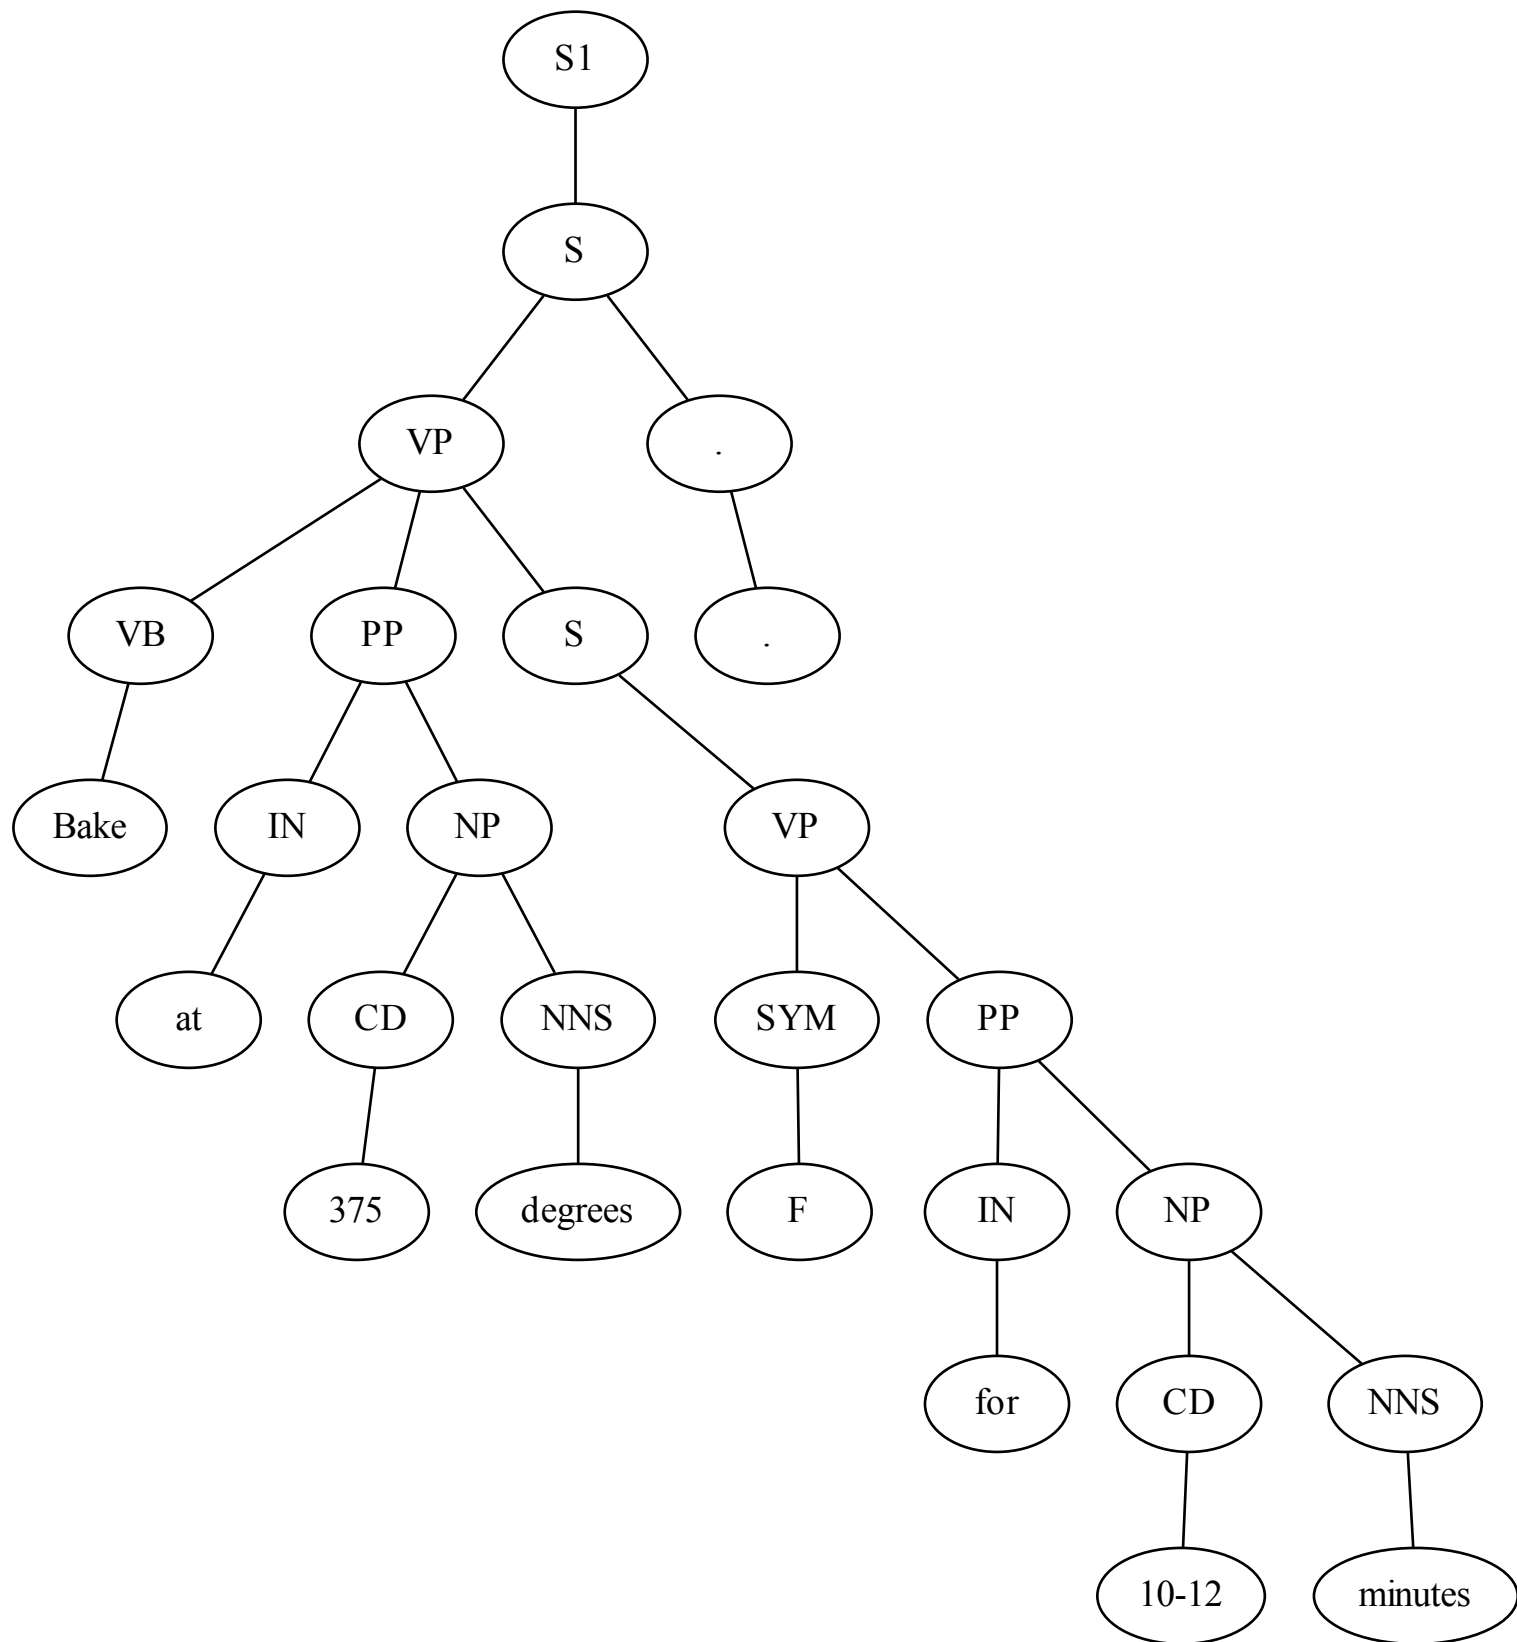 S1
S
VP .
VB PP S .
Bake IN NP VP
at CD NNS SYM PP
375 degrees F IN NP
for CD NNS
10-12 minutes